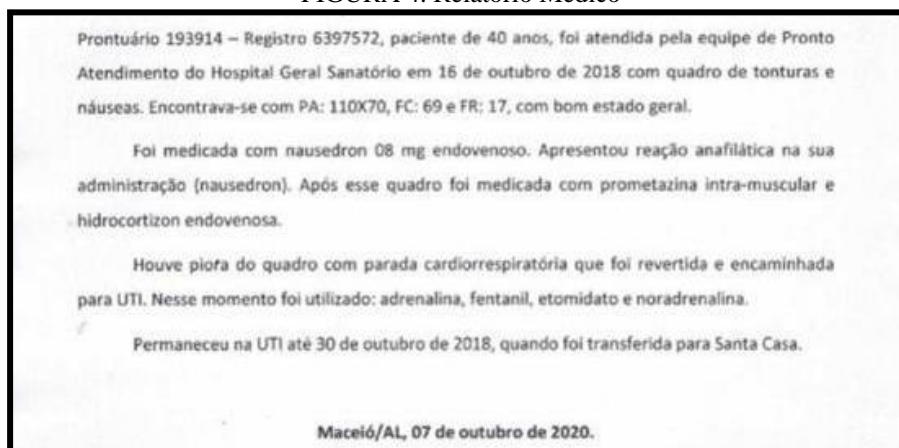 FIGURA 4. Relatório Médico
Prontuário 193914 – Registro 6397572, paciente de 40 anos, foi atendida pela equipe de Pronto
Atendimento do Hospital Geral Sanatório em 16 de outubro de 2018 com quadro de tonturas e
náuseas. Encontrava-se com PA: 110X70, FC: 69 e FR: 17, com bom estado geral.
Foi medicada com nausedron 08 mg endovenoso. Apresentou reação anafilática na sua
administração (nausedron). Após esse quadro foi medicada com prometazina intra-muscular e
hidrocortizon endovenosa.
Houve piora do quadro com parada cardiorrespiratória que foi revertida e encaminhada
para UTI. Nesse momento foi utilizado: adrenalina, fentanil, etomidato e noradrenalina.
Permaneceu na UTI até 30 de outubro de 2018, quando foi transferida para Santa Casa.
Maceió/AL, 07 de outubro de 2020.